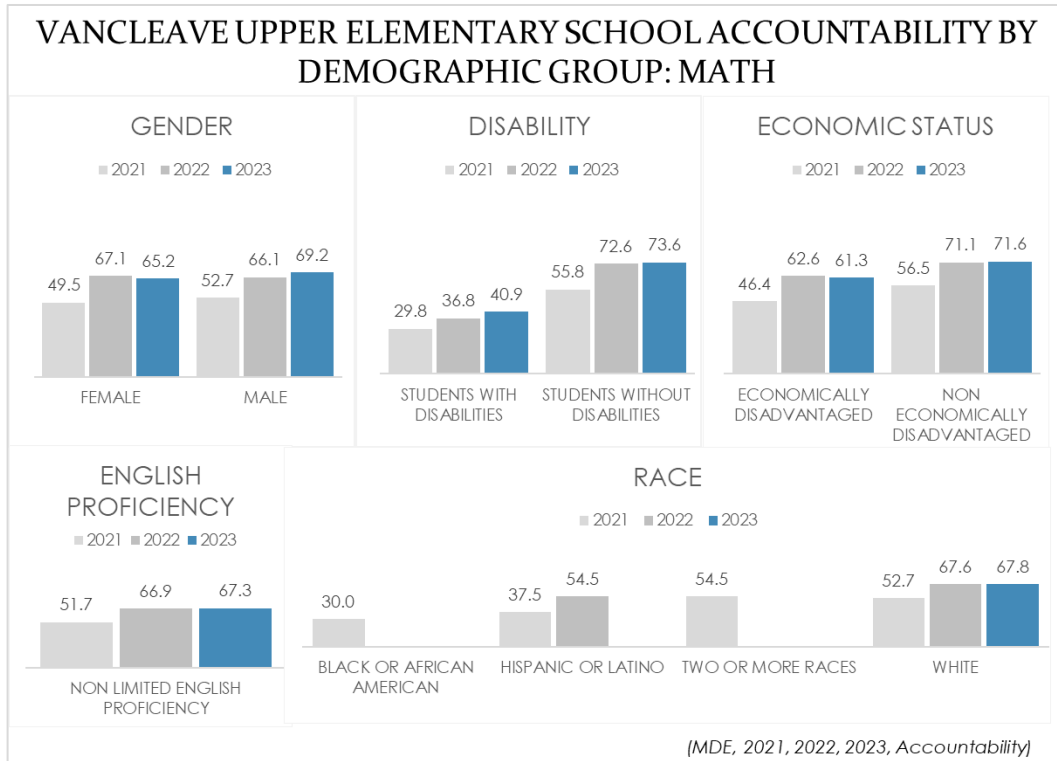 VANCLEAVE UPPER ELEMENTARY SCHOOL ACCOUNTABILITY BY
DEMOGRAPHIC GROUP: MATH
GENDER
2021 2022 2023
49.5 67.1 65.2 52.7 66.1 69.2
FEMALE MALE
DISABILITY
2021 2022 2023
29.8 36.8 40.9 55.8 72.6 73.6
STUDENTS WITH STUDENTS WITHOUT
DISABILITIES DISABILITIES
ECONOMIC STATUS
2021 2022 2023
46.4 62.6 61.3 56.5 71.1 71.6
ECONOMICALLY NON
DISADVANTAGED ECONOMICALLY
DISADVANTAGED
ENGLISH
PROFICIENCY
2021 2022 2023
51.7 66.9 67.3
NON LIMITED ENGLISH
PROFICIENCY
RACE
2021 2022 2023
30.0 37.5 54.5 54.5 52.7 67.6 67.8
BLACK OR AFRICAN HISPANIC OR LATINO TWO OR MORE RACES WHITE
AMERICAN
(MDE, 2021, 2022, 2023, Accountability)